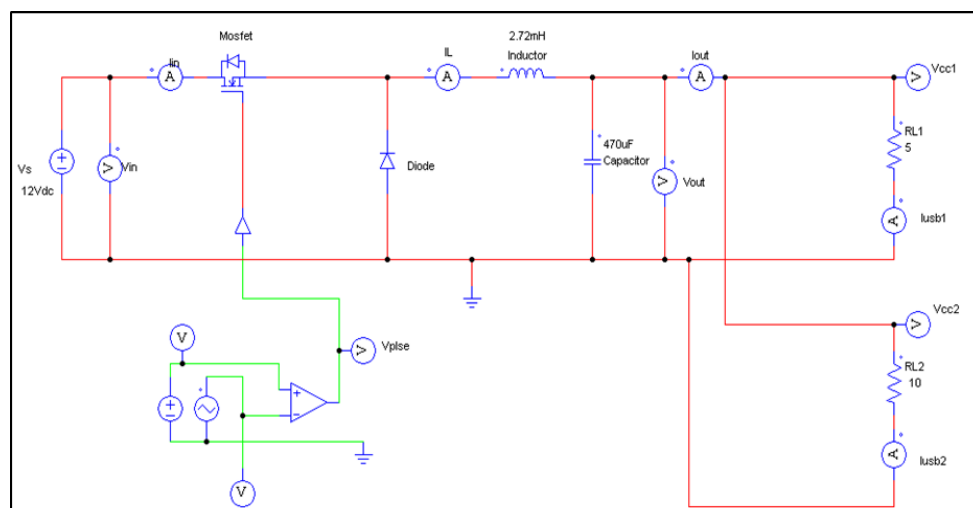 Mosfet
2.72mH
Inductor
Iin
A
IL
A
Iout
A
V
Vcc1
Vs
12Vdc
V
Vin
Diode
470uF
Capacitor
V
Vout
RL1
5
A
Iusb1
V
Vplse
V
V
V
Vcc2
RL2
10
A
Iusb2